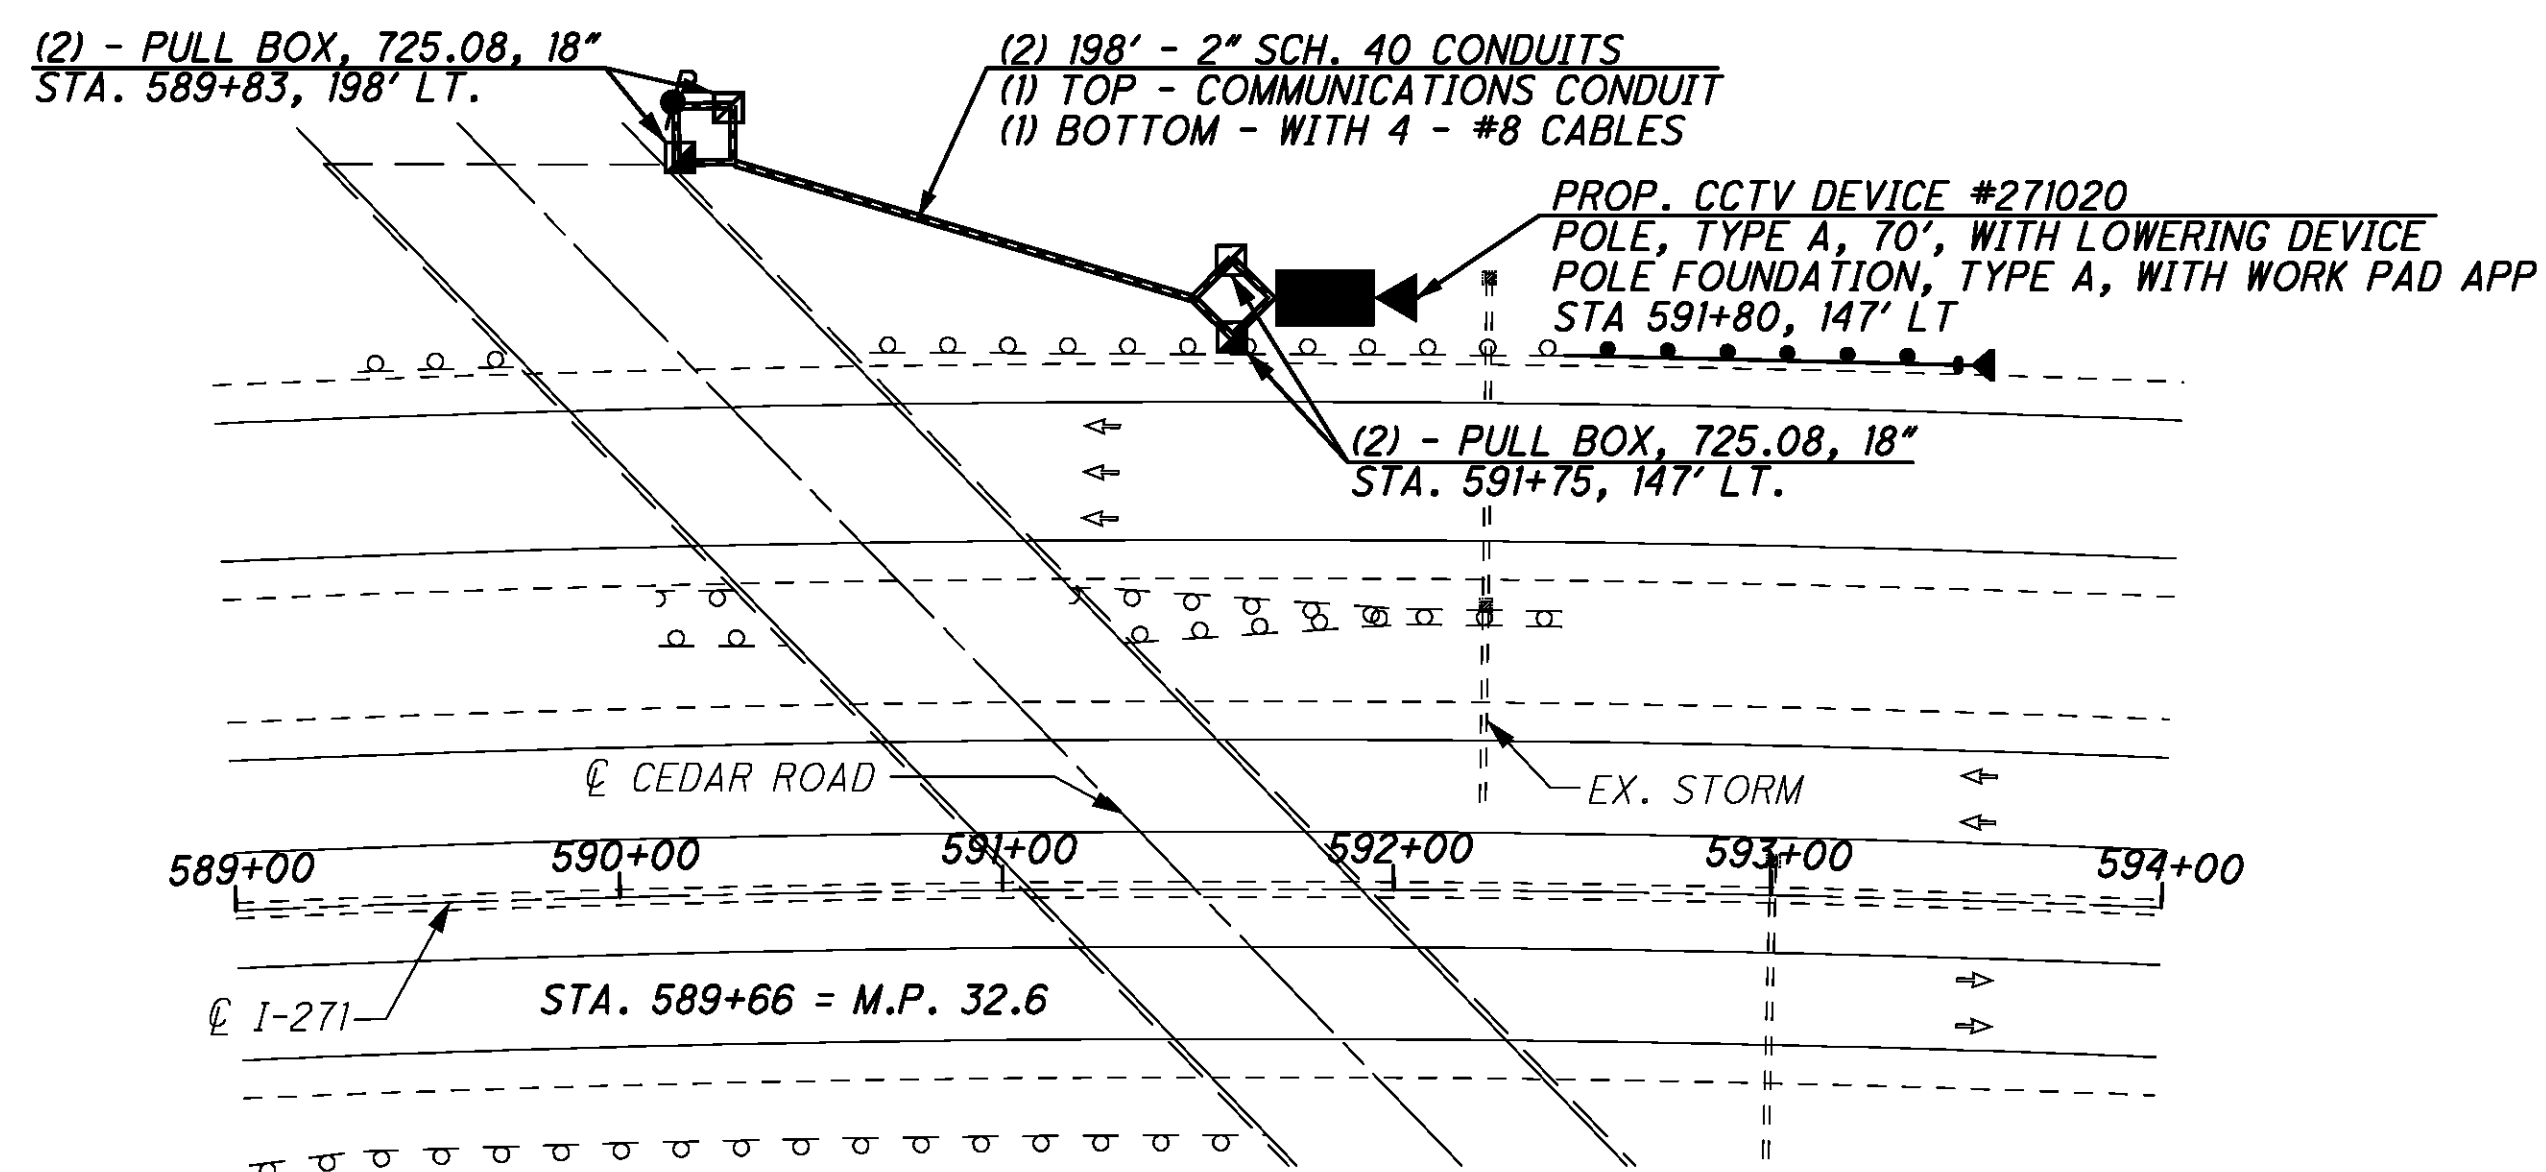 (2) - PULL BOX, 725.08, 18"
STA. 589+83, 198' LT.
(2) 198' - 2" SCH. 40 CONDUITS
(1) TOP - COMMUNICATIONS CONDUIT
(1) BOTTOM - WITH 4 - #8 CABLES
PROP. CCTV DEVICE #271020
POLE, TYPE A, 70', WITH LOWERING DEVICE
POLE FOUNDATION, TYPE A, WITH WORK PAD APP
STA 591+80, 147' LT
(2) - PULL BOX, 725.08, 18"
STA. 591+75, 147' LT.
℄ CEDAR ROAD
EX. STORM
589+00
590+00
591+00
592+00
593+00
594+00
℄ I-271
STA. 589+66 = M.P. 32.6